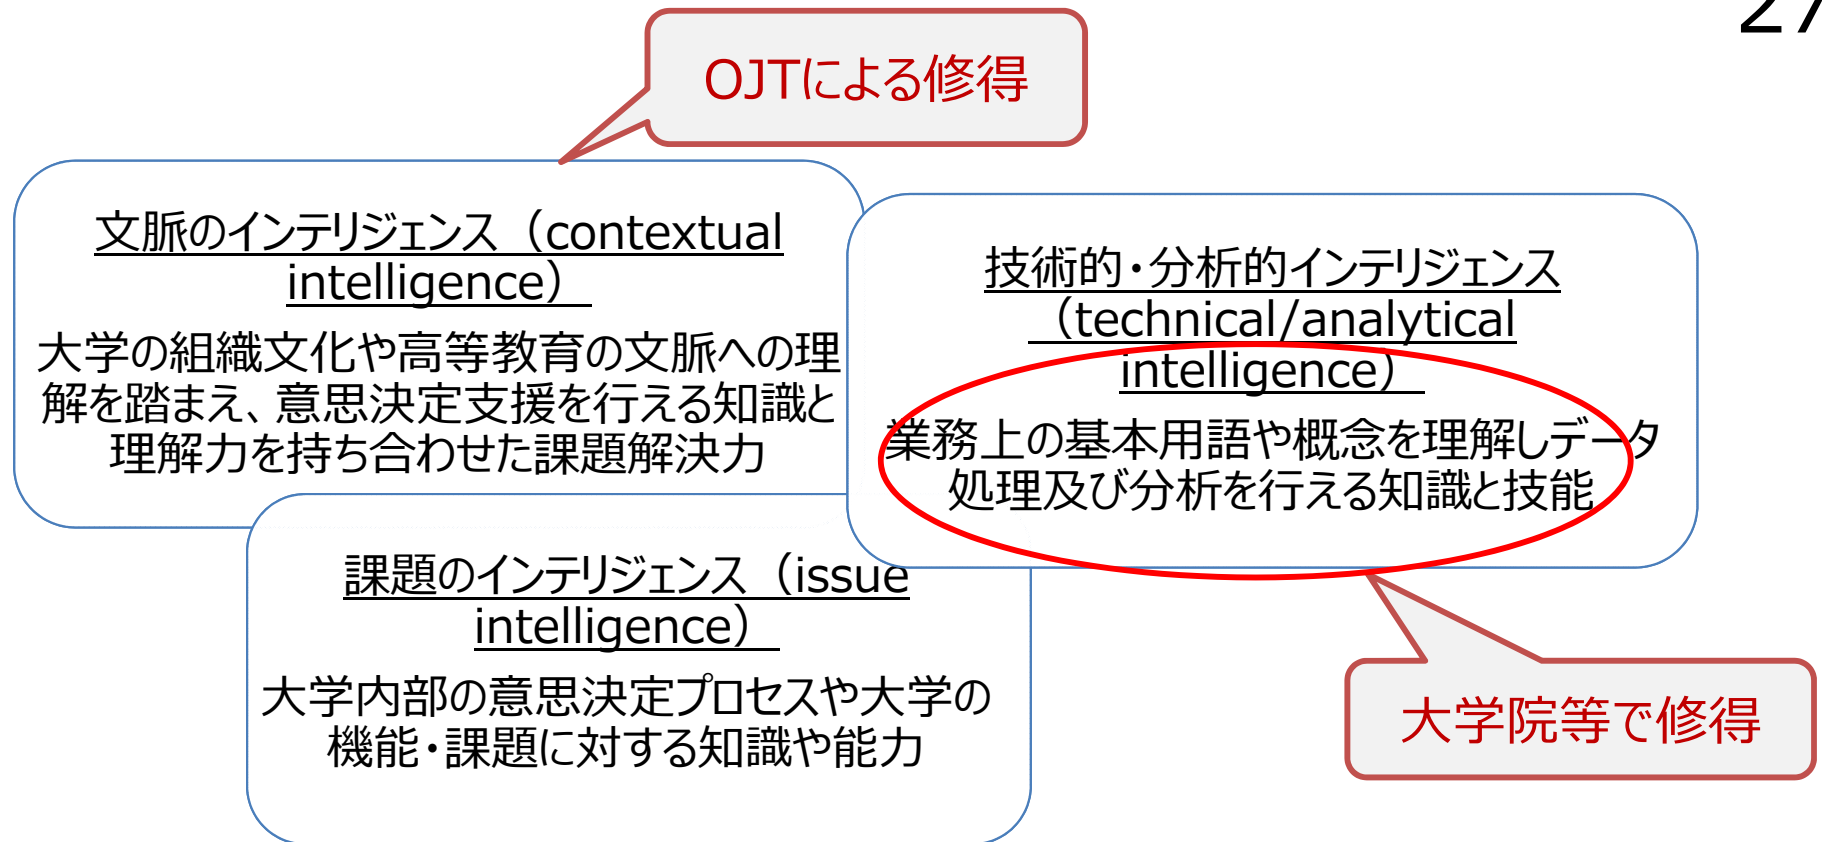 27
OJTによる修得
文脈のインテリジェンス（contextual
intelligence）
大学の組織文化や高等教育の文脈への理
解を踏まえ、意思決定支援を行える知識と
理解力を持ち合わせた課題解決力
技術的・分析的インテリジェンス
（technical/analytical
intelligence）
業務上の基本用語や概念を理解しデータ
処理及び分析を行える知識と技能
課題のインテリジェンス（issue
intelligence）
大学内部の意思決定プロセスや大学の
機能・課題に対する知識や能力
大学院等で修得